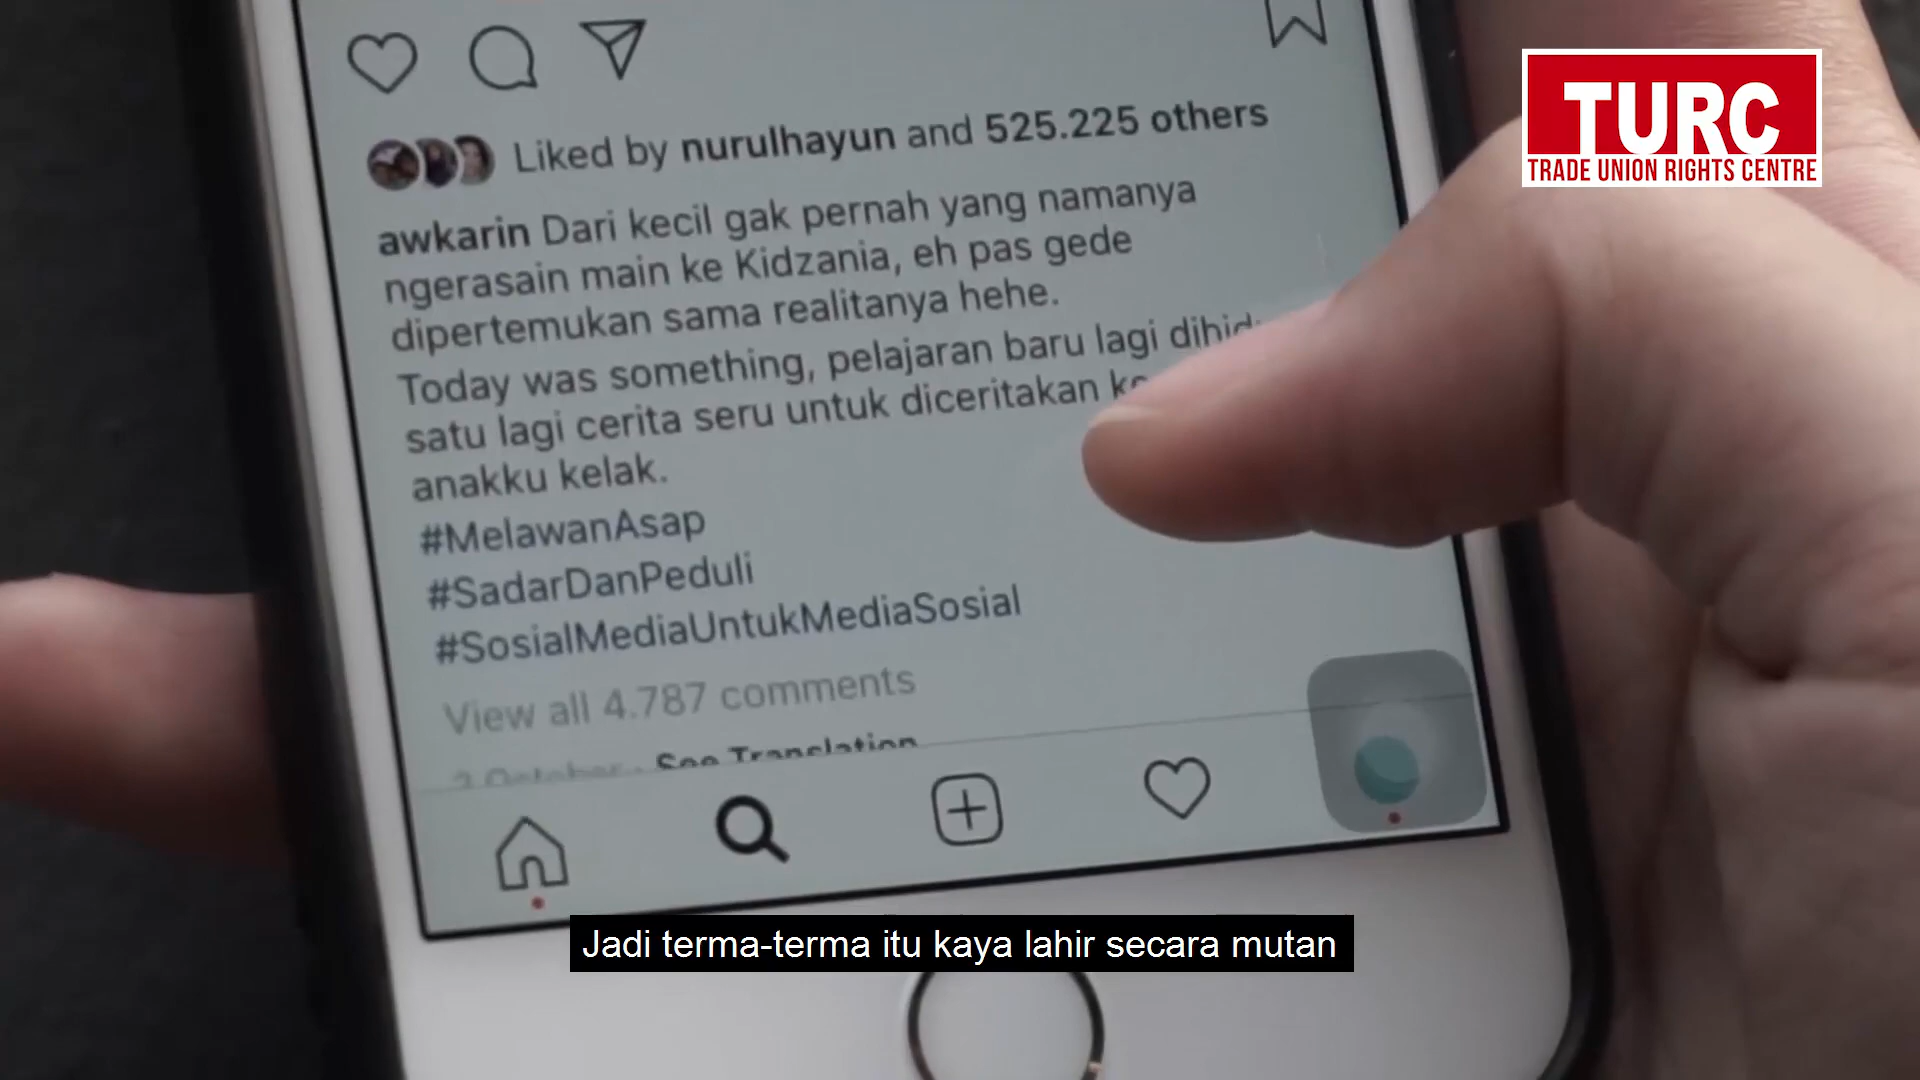 TURC
TRADE UNION RIGHTS CENTRE
Liked by nurulhayun and 525.225 others
awkarin Dari kecil gak pernah yang namanya
ngerasain main ke Kidzania, eh pas gede
dipertemukan sama realitanya hehe.
Today was something, pelajaran baru lagi
satu lagi cerita seru untuk diceritakan
anakku kelak.
#MelawanAsap
#SadarDanPeduli
#SosialMediaUntukMediaSosial
View all 4.787 comments
October · See Translation
Jadi terma-terma itu kaya lahir secara mutan